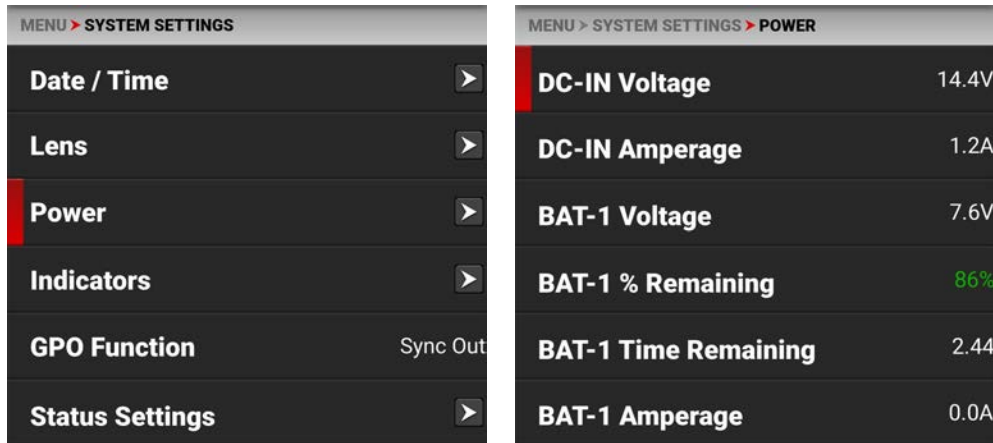 MENU > SYSTEM SETTINGS
Date / Time
Lens
Power
Indicators
GPO Function Sync Out
Status Settings
MENU > SYSTEM SETTINGS > POWER
DC-IN Voltage 14.4V
DC-IN Amperage 1.2A
BAT-1 Voltage 7.6V
BAT-1 % Remaining 86%
BAT-1 Time Remaining 2.44
BAT-1 Amperage 0.0A